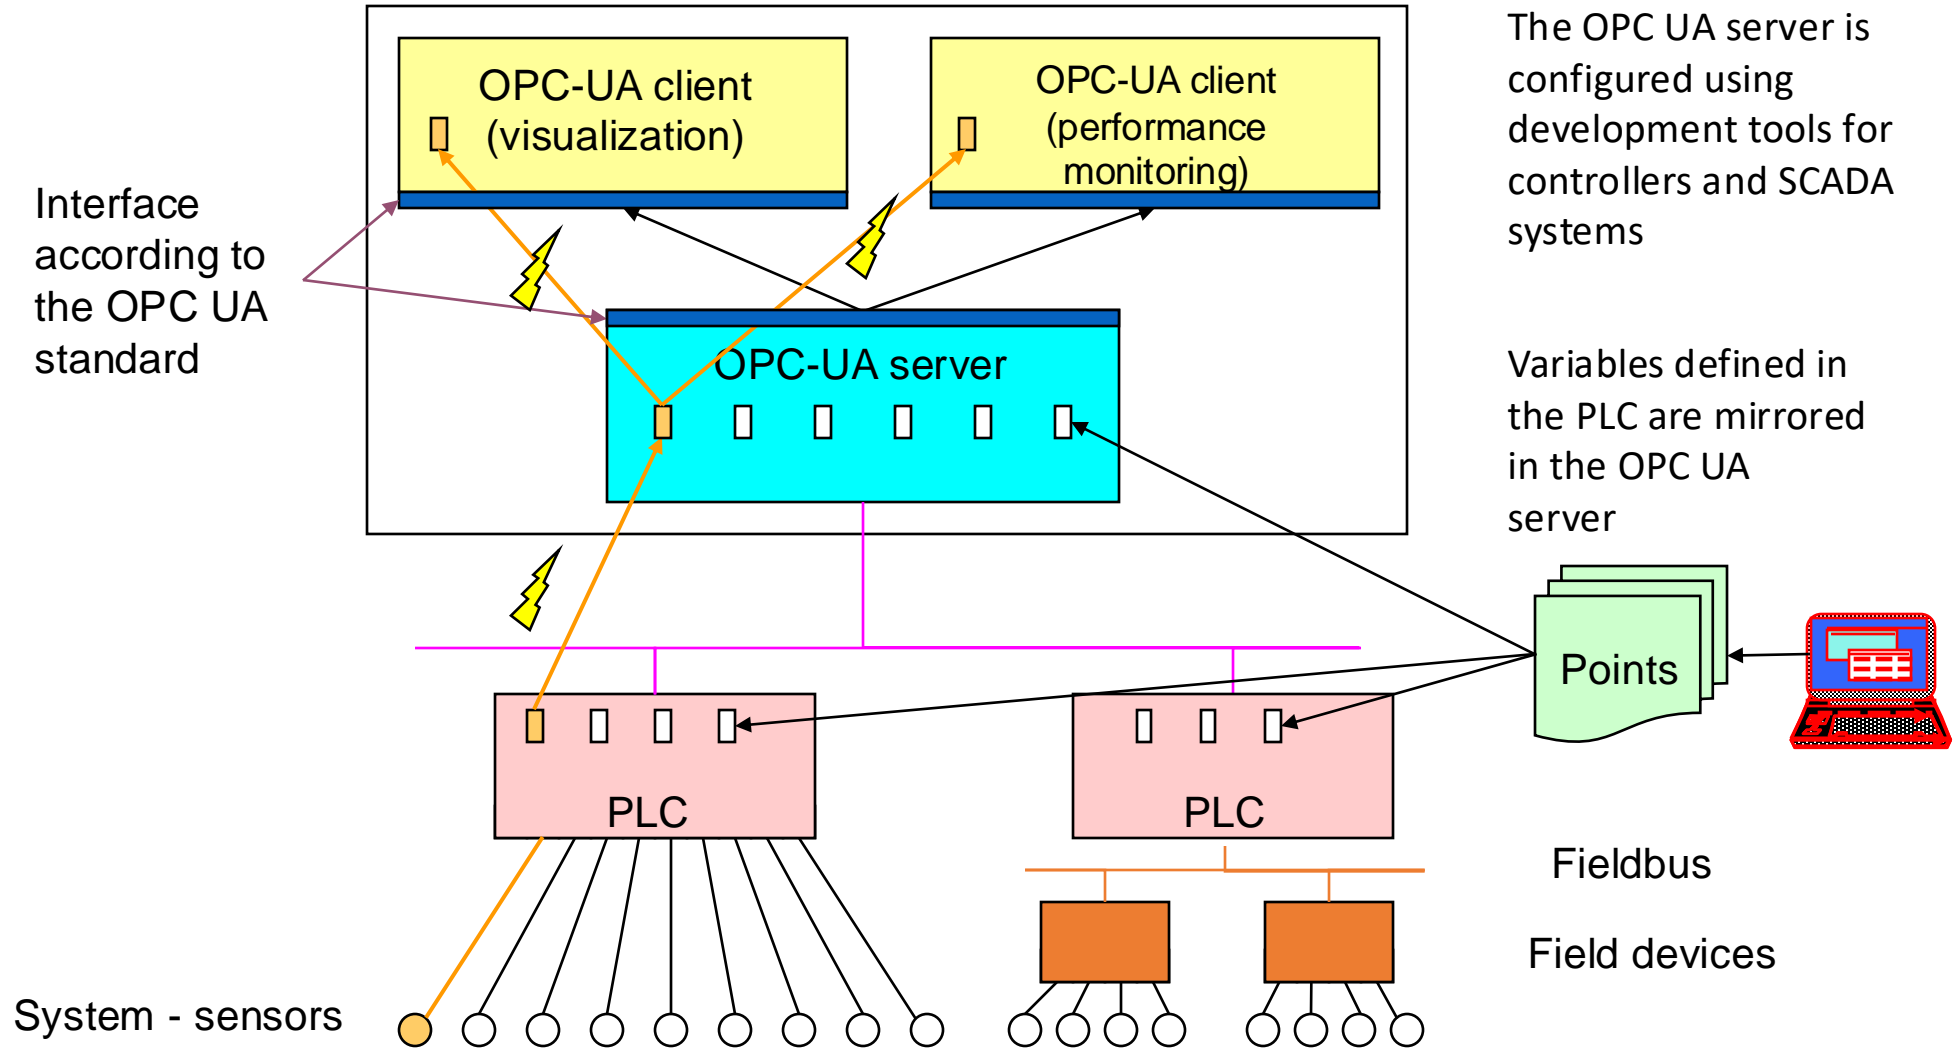 OPC-UA client
(visualization)
OPC-UA client
(performance
monitoring)
The OPC UA server is
configured using
development tools for
controllers and SCADA
systems
Interface
according to
the OPC UA
standard
OPC-UA server
Variables defined in
the PLC are mirrored
in the OPC UA
server
Points
PLC
PLC
Fieldbus
Field devices
System - sensors